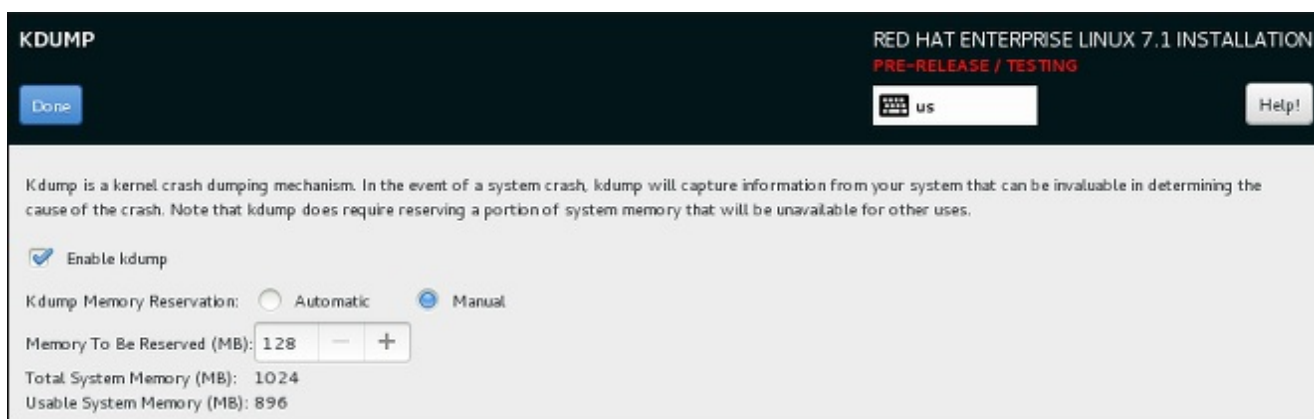 KDUMP
RED HAT ENTERPRISE LINUX 7.1 INSTALLATION
PRE-RELEASE / TESTING
Done
us
Help!
Kdump is a kernel crash dumping mechanism. In the event of a system crash, kdump will capture information from your system that can be invaluable in determining the
cause of the crash. Note that kdump does require reserving a portion of system memory that will be unavailable for other uses.
Enable kdump
Kdump Memory Reservation: Automatic Manual
Memory To Be Reserved (MB): 128 − +
Total System Memory (MB): 1024
Usable System Memory (MB): 896